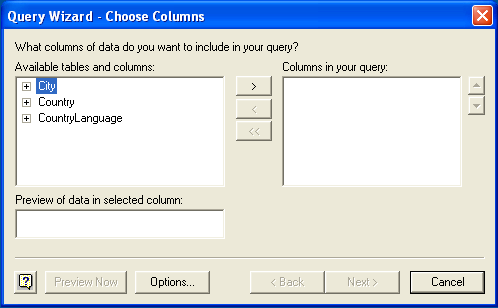 Query Wizard - Choose Columns
What columns of data do you want to include in your query?
Available tables and columns:
Columns in your query:
City
Country
CountryLanguage
>
<
<<
Preview of data in selected column:
?
Preview Now
Options...
< Back
Next >
Cancel